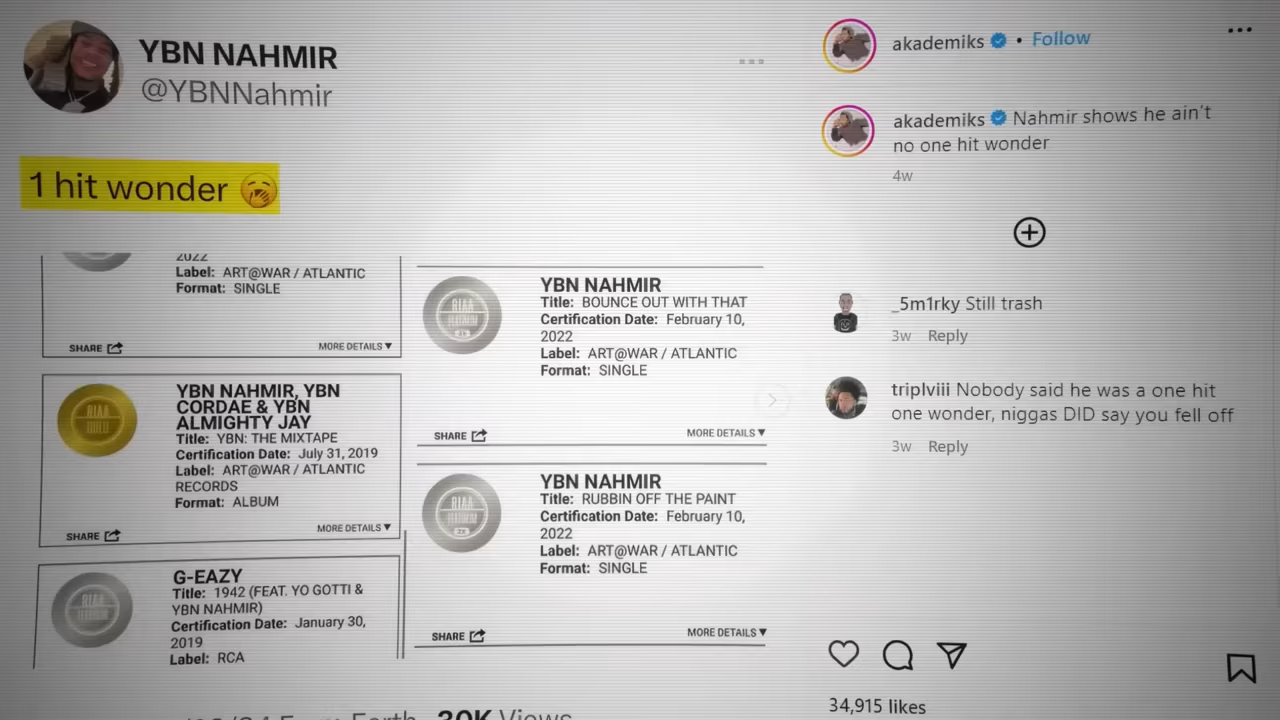 YBN NAHMIR
@YBNNahmir
1 hit wonder 🥱
2022
Label: ART@WAR / ATLANTIC
Format: SINGLE
SHARE
MORE DETAILS ▼
YBN NAHMIR, YBN
CORDAE & YBN
ALMIGHTY JAY
Title: YBN: THE MIXTAPE
Certification Date: July 31, 2019
Label: ART@WAR / ATLANTIC
RECORDS
Format: ALBUM
SHARE
MORE DETAILS ▼
G-EAZY
Title: 1942 (FEAT. YO GOTTI &
YBN NAHMIR)
Certification Date: January 30,
2019
Label: RCA
YBN NAHMIR
Title: BOUNCE OUT WITH THAT
Certification Date: February 10,
2022
Label: ART@WAR / ATLANTIC
Format: SINGLE
SHARE
MORE DETAILS ▼
YBN NAHMIR
Title: RUBBIN OFF THE PAINT
Certification Date: February 10,
2022
Label: ART@WAR / ATLANTIC
Format: SINGLE
SHARE
MORE DETAILS ▼
30K Views
akademiks • Follow
akademiks Nahmir shows he ain't
no one hit wonder
4w
_5m1rky Still trash
3w Reply
triplviii Nobody said he was a one hit
one wonder, niggas DID say you fell off
3w Reply
34,915 likes